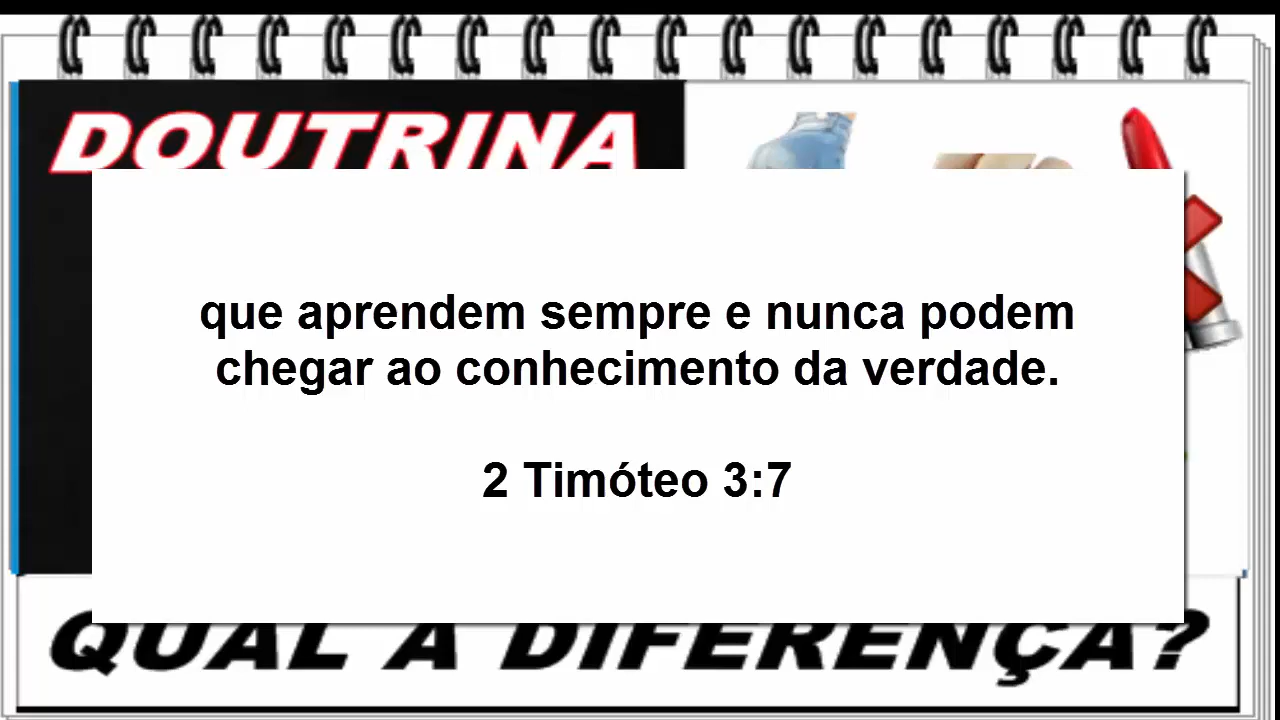 DOUTRINA
que aprendem sempre e nunca podem
chegar ao conhecimento da verdade.
2 Timóteo 3:7
QUAL A DIFERENÇA?